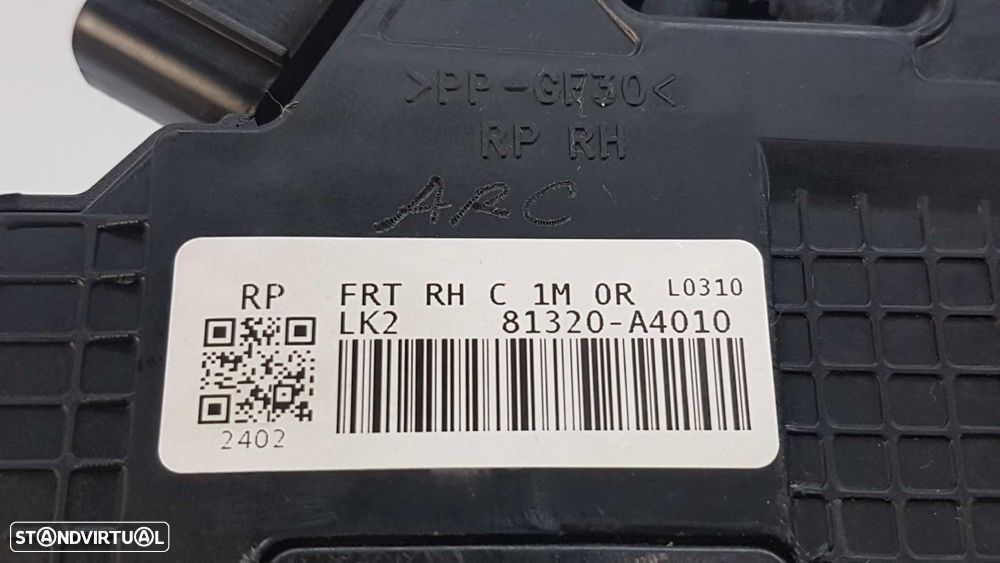 >PP-GF30<
RP RH
ARC
RP
FRT RH C 1M 0R L0310
LK2 81320-A4010
2402
STANDVIRTUAL